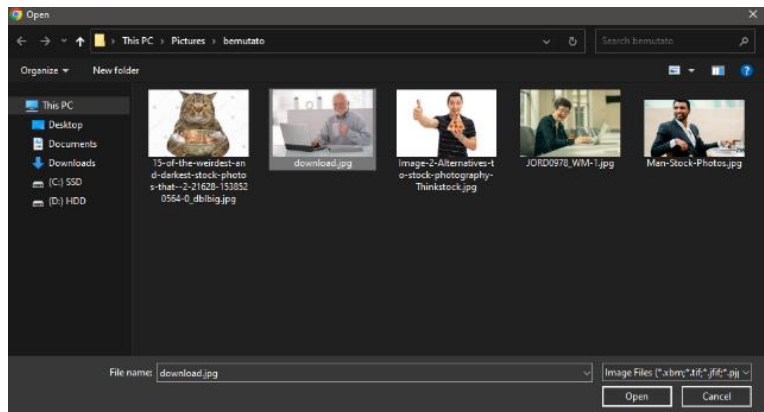 Open
This PC > Pictures > bemutato
Search bemutato
Organize
New folder
This PC
Desktop
Documents
Downloads
(C:) SSD
(D:) HDD
15-of-the-weirdest-an
d-darkest-stock-photo
s-that--2-21628-153852
0564-0_dblbig.jpg
download.jpg
Image-2-Alternatives-t
o-stock-photography-
Thinkstock.jpg
JORD0978_WM-1.jpg
Man-Stock-Photos.jpg
File name: download.jpg
Image Files (*.xbm;*.tif;*.jfif;*.pjp
Open
Cancel